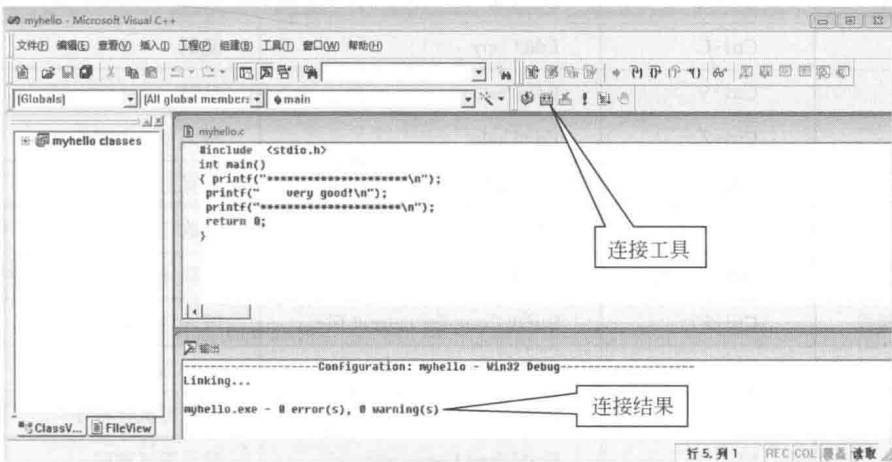 myhello - Microsoft Visual C++
文件(F) 编辑(E) 查看(V) 插入(I) 工程(P) 组建(B) 工具(T) 窗口(W) 帮助(H)
(Globals) (All global members main
myhello classes
myhello.c
#include <stdio.h>
int main()
{ printf("**********************\n");
printf("    very good!\n");
printf("**********************\n");
return 0;
}
连接工具
输出
--------------------Configuration: myhello - Win32 Debug--------------------
Linking...
myhello.exe - 0 error(s), 0 warning(s)
连接结果
ClassV... FileView
行 5, 列 1 REC COL 覆盖 读取